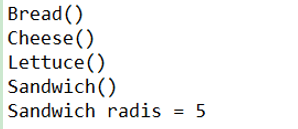 Bread()
Cheese()
Lettuce()
Sandwich()
Sandwich radis = 5